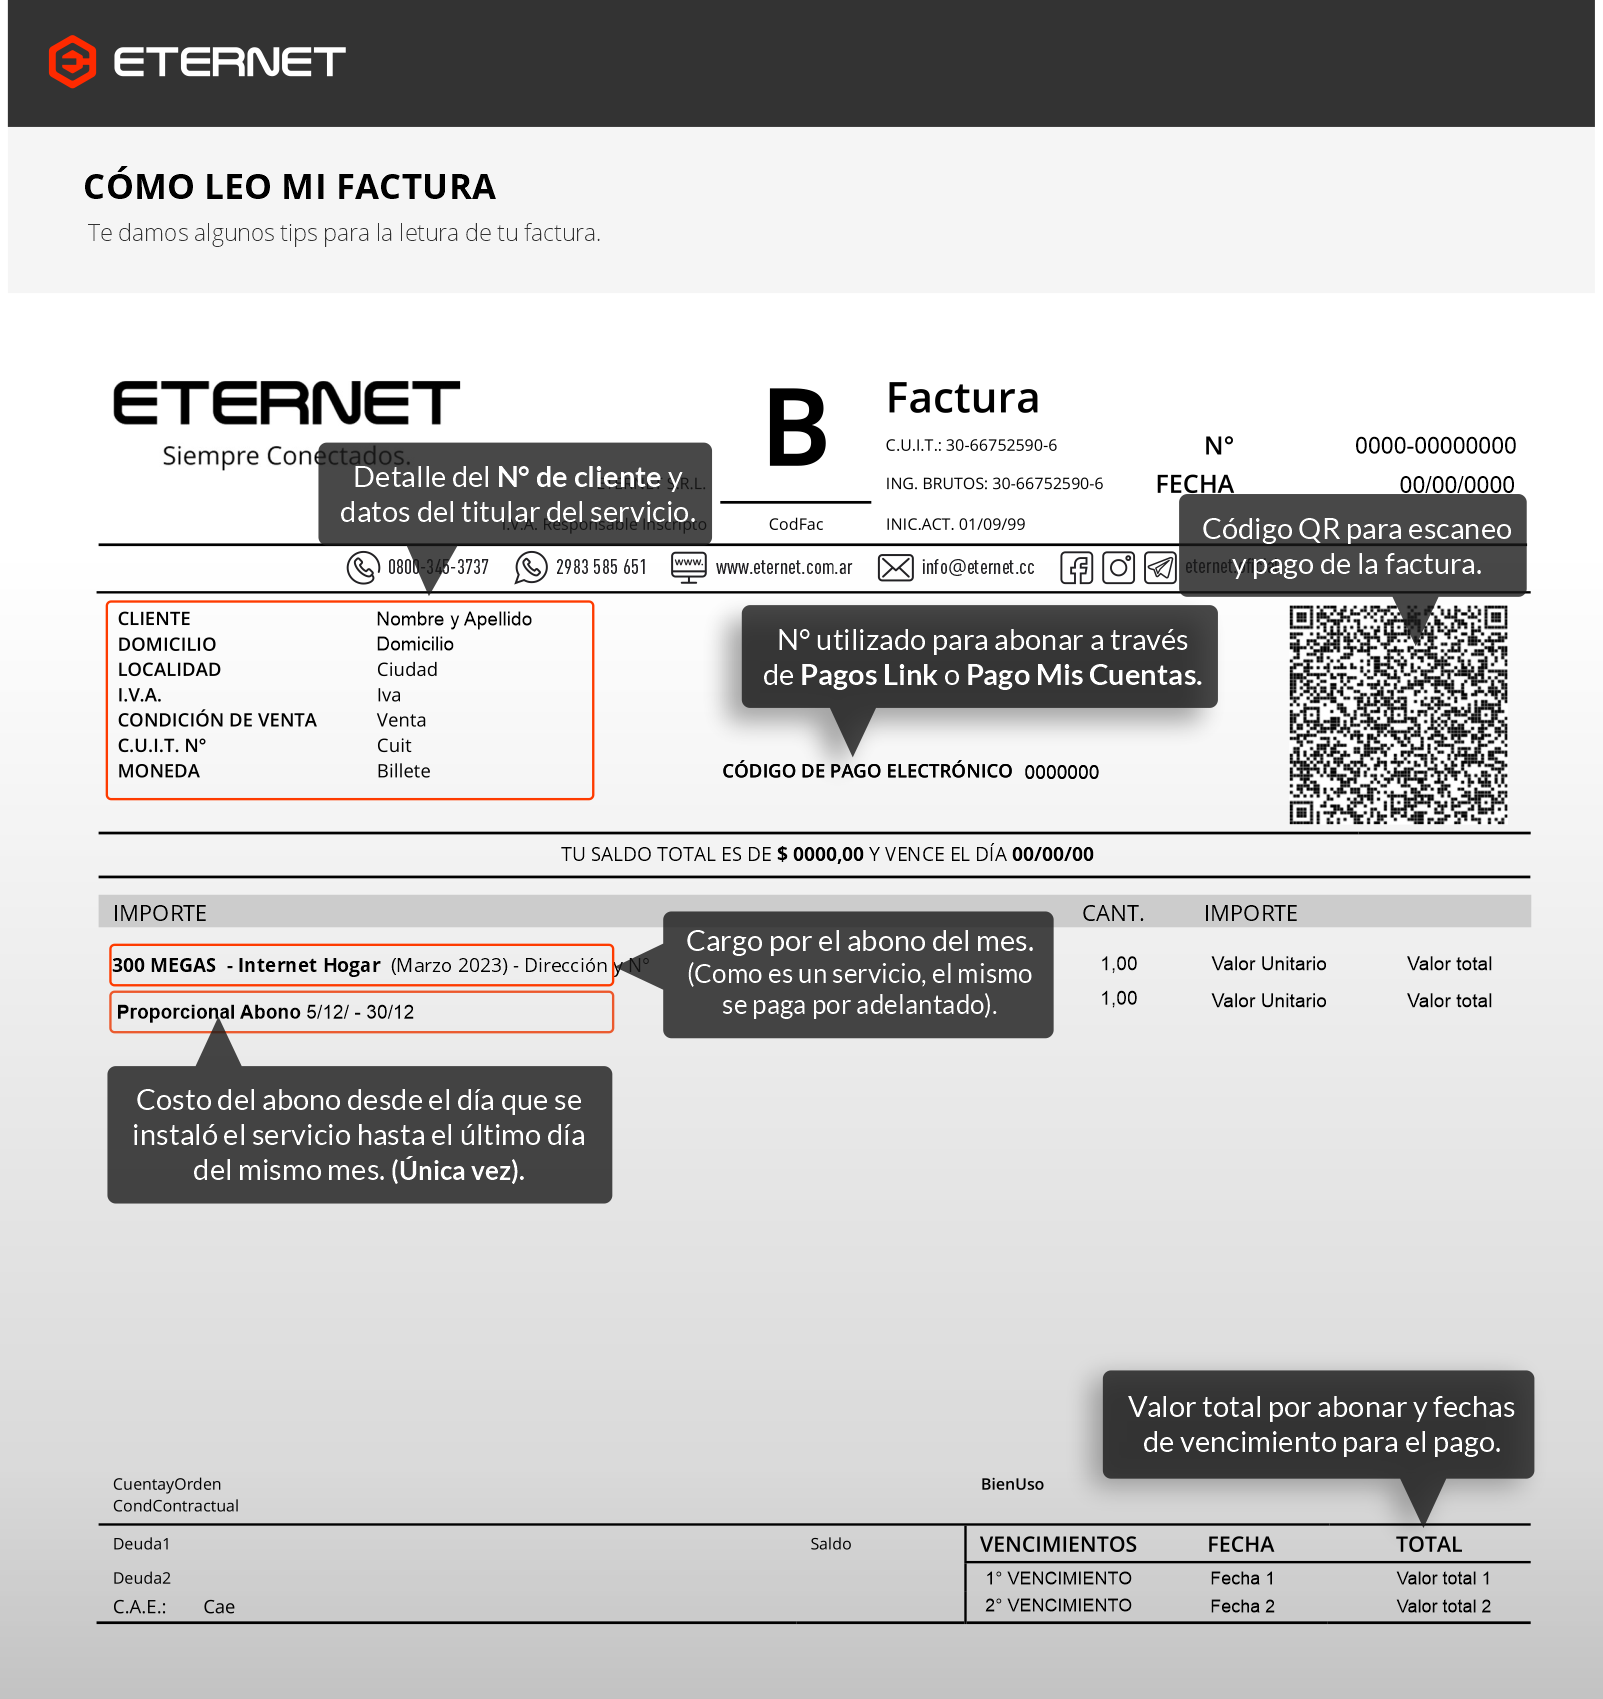 ETERNET
CÓMO LEO MI FACTURA
Te damos algunos tips para la letura de tu factura.
ETERNET
Siempre Conectados.
Detalle del N° de cliente y
datos del titular del servicio.
ETERNET S.R.L.
I.V.A. Responsable Inscripto
B
CodFac
Factura
C.U.I.T.: 30-66752590-6
ING. BRUTOS: 30-66752590-6
INIC.ACT. 01/09/99
N° 0000-00000000
FECHA 00/00/0000
Código QR para escaneo
y pago de la factura.
0800-345-3737 2983 585 651 www. www.eternet.com.ar info@eternet.cc
CLIENTE Nombre y Apellido
DOMICILIO Domicilio
LOCALIDAD Ciudad
I.V.A. Iva
CONDICIÓN DE VENTA Venta
C.U.I.T. N° Cuit
MONEDA Billete
N° utilizado para abonar a través
de Pagos Link o Pago Mis Cuentas.
CÓDIGO DE PAGO ELECTRÓNICO 0000000
TU SALDO TOTAL ES DE $ 0000,00 Y VENCE EL DÍA 00/00/00
IMPORTE CANT. IMPORTE
300 MEGAS - Internet Hogar (Marzo 2023) - Dirección y N° 1,00 Valor Unitario Valor total
Proporcional Abono 5/12/ - 30/12 1,00 Valor Unitario Valor total
Cargo por el abono del mes.
(Como es un servicio, el mismo
se paga por adelantado).
Costo del abono desde el día que se
instaló el servicio hasta el último día
del mismo mes. (Única vez).
Valor total por abonar y fechas
de vencimiento para el pago.
CuentayOrden BienUso
CondContractual
Deuda1 Saldo
Deuda2
C.A.E.: Cae
VENCIMIENTOS FECHA TOTAL
1° VENCIMIENTO Fecha 1 Valor total 1
2° VENCIMIENTO Fecha 2 Valor total 2